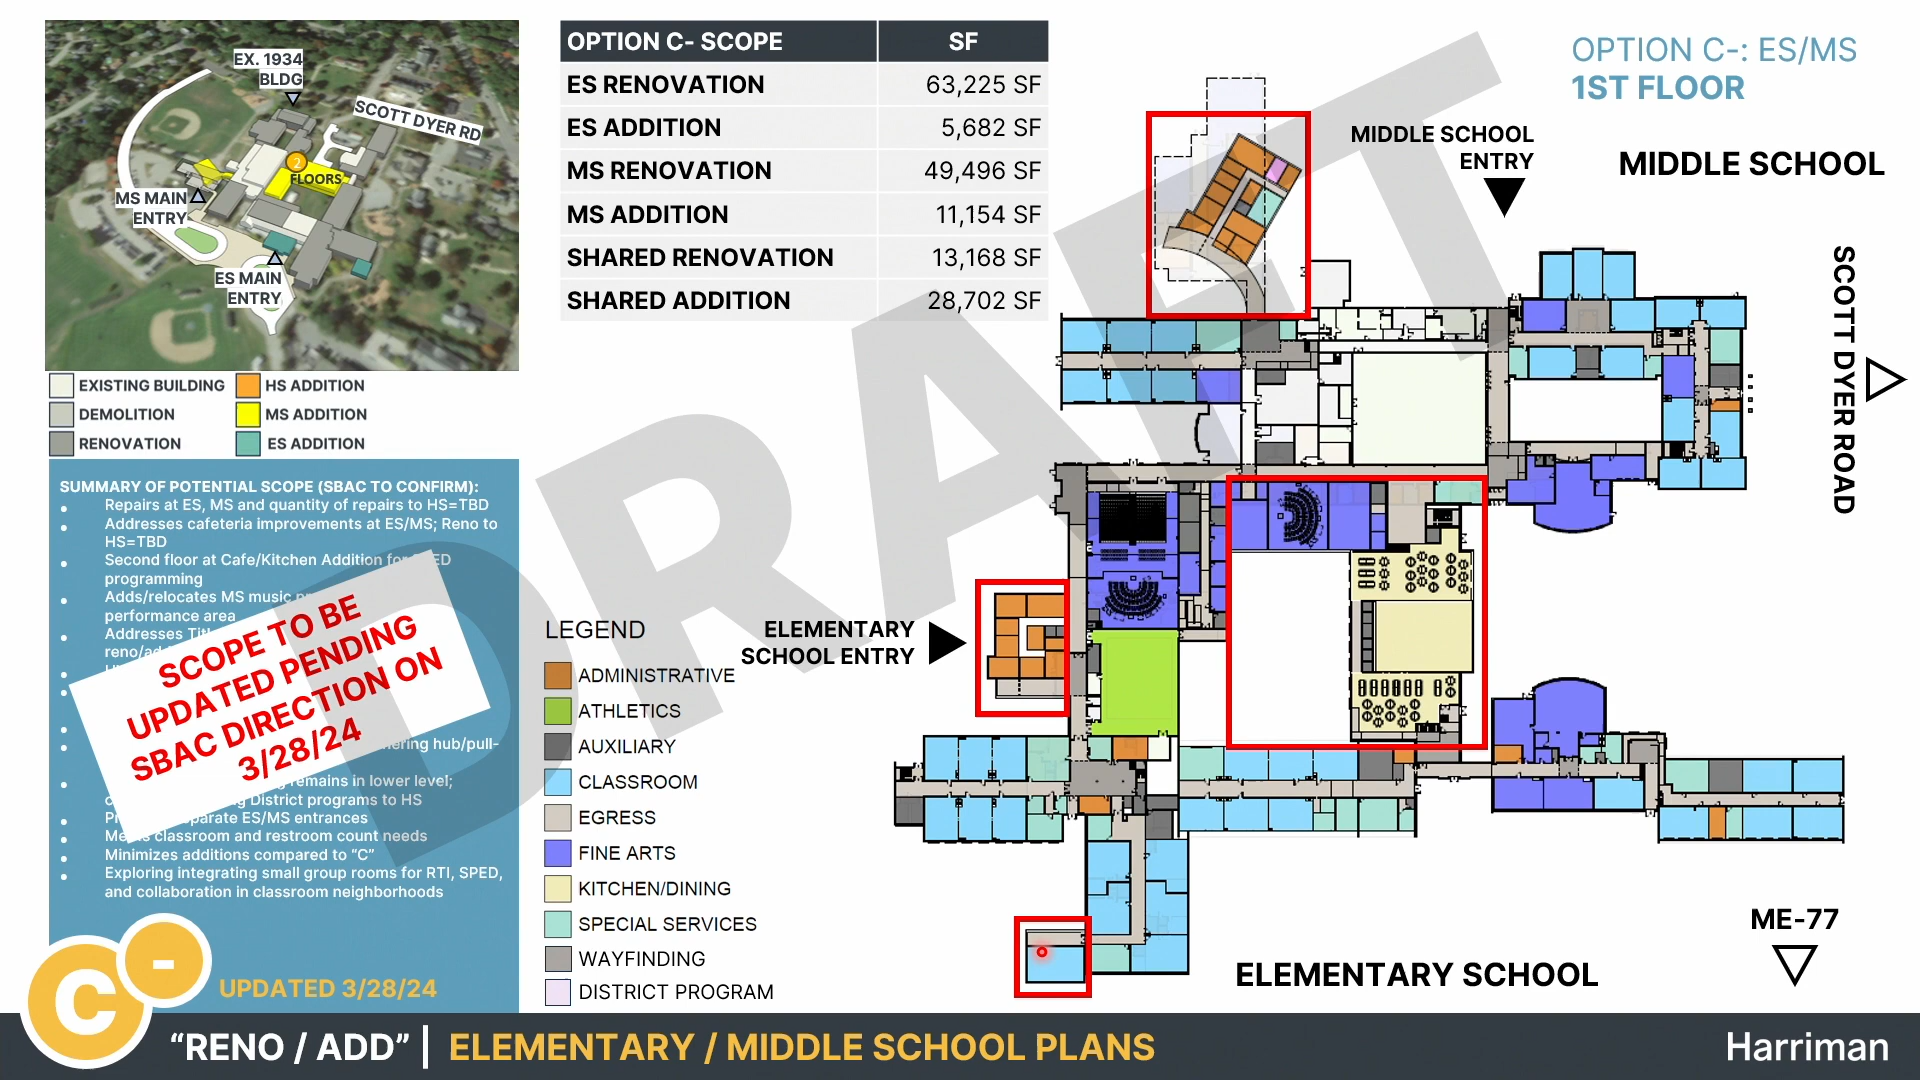 EX. 1934
BLDG
SCOTT DYER RD
2
FLOORS
MS MAIN
ENTRY
ES MAIN
ENTRY
EXISTING BUILDING
HS ADDITION
DEMOLITION
MS ADDITION
RENOVATION
ES ADDITION
SUMMARY OF POTENTIAL SCOPE (SBAC TO CONFIRM):
Repairs at ES, MS and quantity of repairs to HS=TBD
Addresses cafeteria improvements at ES/MS; Reno to
HS=TBD
Second floor at Cafe/Kitchen Addition for
programming
Adds/relocates MS music
performance area
Addresses
reno/
hub/pull-
remains in lower level;
District programs to HS
ES/MS entrances
classroom and restroom count needs
Minimizes additions compared to “C”
Exploring integrating small group rooms for RTI, SPED,
and collaboration in classroom neighborhoods
SCOPE TO BE
UPDATED PENDING
SBAC DIRECTION ON
3/28/24
C -
UPDATED 3/28/24
OPTION C- SCOPE SF
ES RENOVATION 63,225 SF
ES ADDITION 5,682 SF
MS RENOVATION 49,496 SF
MS ADDITION 11,154 SF
SHARED RENOVATION 13,168 SF
SHARED ADDITION 28,702 SF
DRAFT
OPTION C-: ES/MS
1ST FLOOR
MIDDLE SCHOOL
ENTRY
MIDDLE SCHOOL
SCOTT DYER ROAD
ELEMENTARY
SCHOOL ENTRY
LEGEND
ADMINISTRATIVE
ATHLETICS
AUXILIARY
CLASSROOM
EGRESS
FINE ARTS
KITCHEN/DINING
SPECIAL SERVICES
WAYFINDING
DISTRICT PROGRAM
ME-77
ELEMENTARY SCHOOL
“RENO / ADD” | ELEMENTARY / MIDDLE SCHOOL PLANS
Harriman